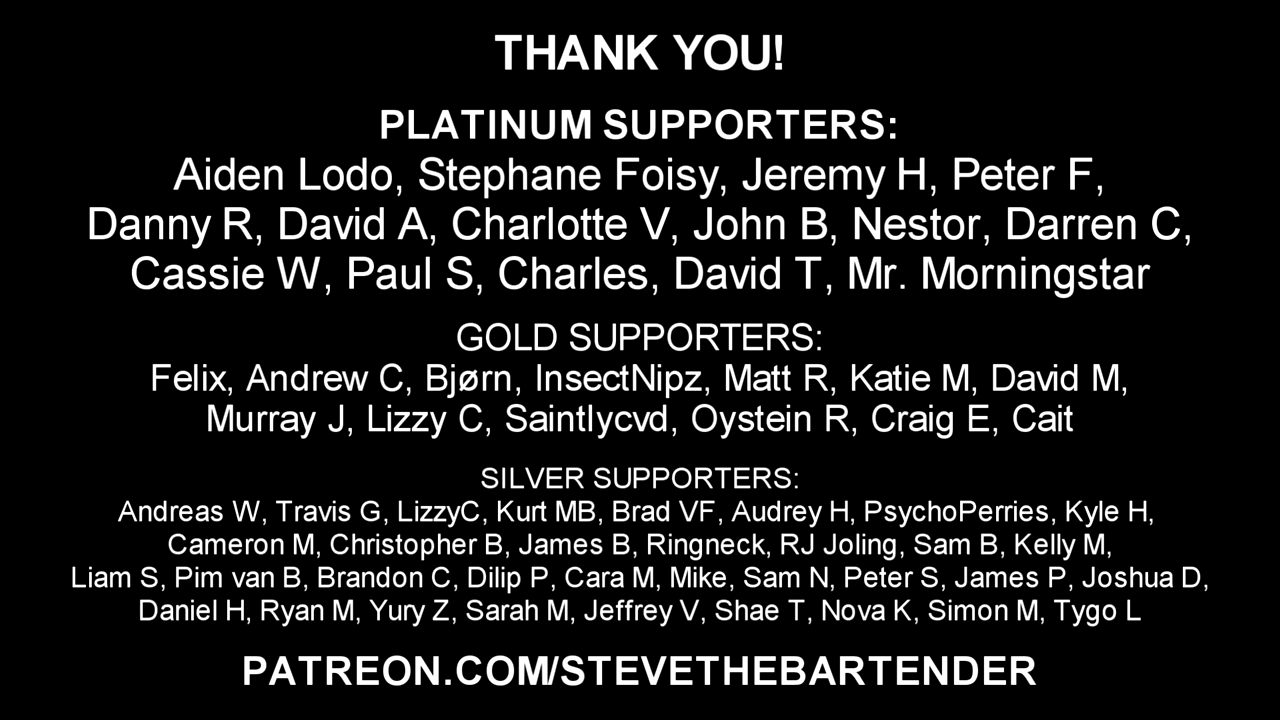 THANK YOU!
PLATINUM SUPPORTERS:
Aiden Lodo, Stephane Foisy, Jeremy H, Peter F,
Danny R, David A, Charlotte V, John B, Nestor, Darren C,
Cassie W, Paul S, Charles, David T, Mr. Morningstar
GOLD SUPPORTERS:
Felix, Andrew C, Bjørn, InsectNipz, Matt R, Katie M, David M,
Murray J, Lizzy C, Saintlycvd, Oystein R, Craig E, Cait
SILVER SUPPORTERS:
Andreas W, Travis G, LizzyC, Kurt MB, Brad VF, Audrey H, PsychoPerries, Kyle H,
Cameron M, Christopher B, James B, Ringneck, RJ Joling, Sam B, Kelly M,
Liam S, Pim van B, Brandon C, Dilip P, Cara M, Mike, Sam N, Peter S, James P, Joshua D,
Daniel H, Ryan M, Yury Z, Sarah M, Jeffrey V, Shae T, Nova K, Simon M, Tygo L
PATREON.COM/STEVETHEBARTENDER